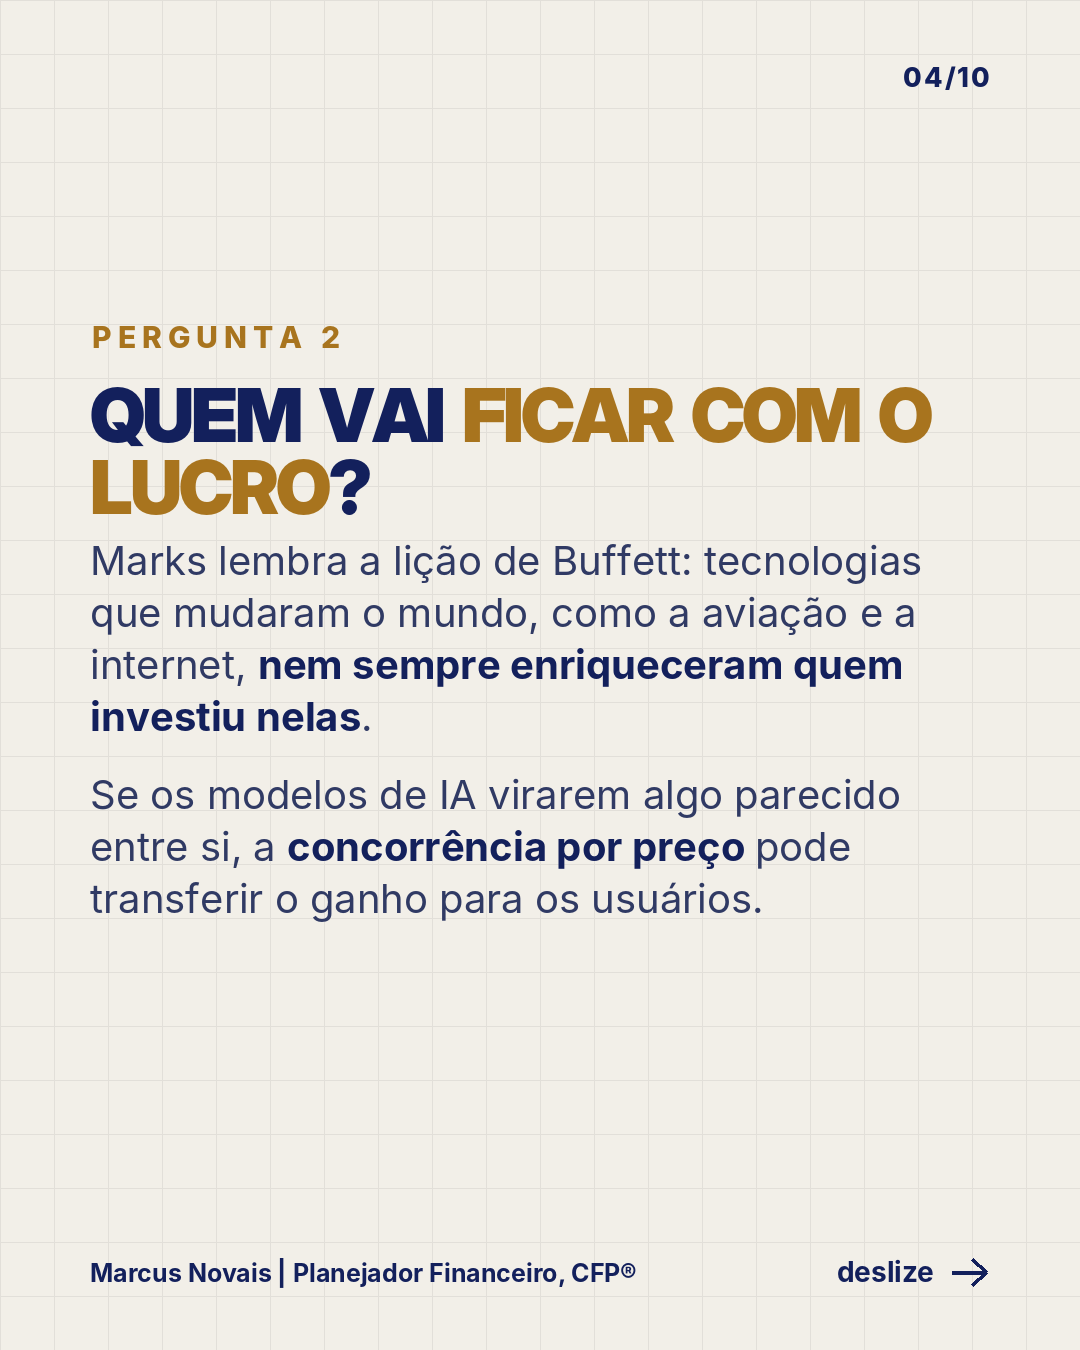 04/10
PERGUNTA 2
QUEM VAI FICAR COM O
LUCRO?
Marks lembra a lição de Buffett: tecnologias
que mudaram o mundo, como a aviação e a
internet, nem sempre enriqueceram quem
investiu nelas.
Se os modelos de IA virarem algo parecido
entre si, a concorrência por preço pode
transferir o ganho para os usuários.
Marcus Novais | Planejador Financeiro, CFP®
deslize →